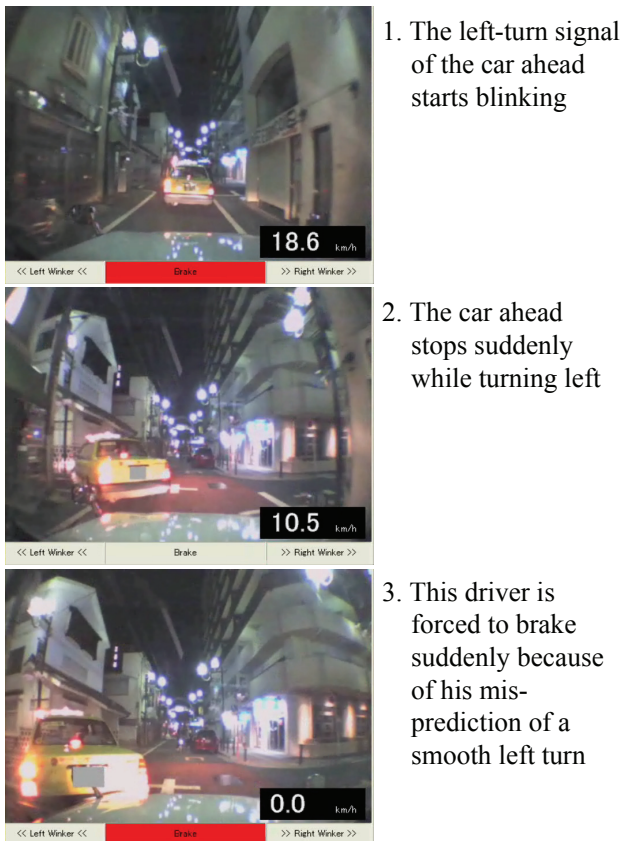 1. The left-turn signal
of the car ahead
starts blinking
18.6 km/h
<< Left Winker << Brake >> Right Winker >>
2. The car ahead
stops suddenly
while turning left
10.5 km/h
<< Left Winker << Brake >> Right Winker >>
3. This driver is
forced to brake
suddenly because
of his mis-
prediction of a
smooth left turn
0.0 km/h
<< Left Winker << Brake >> Right Winker >>